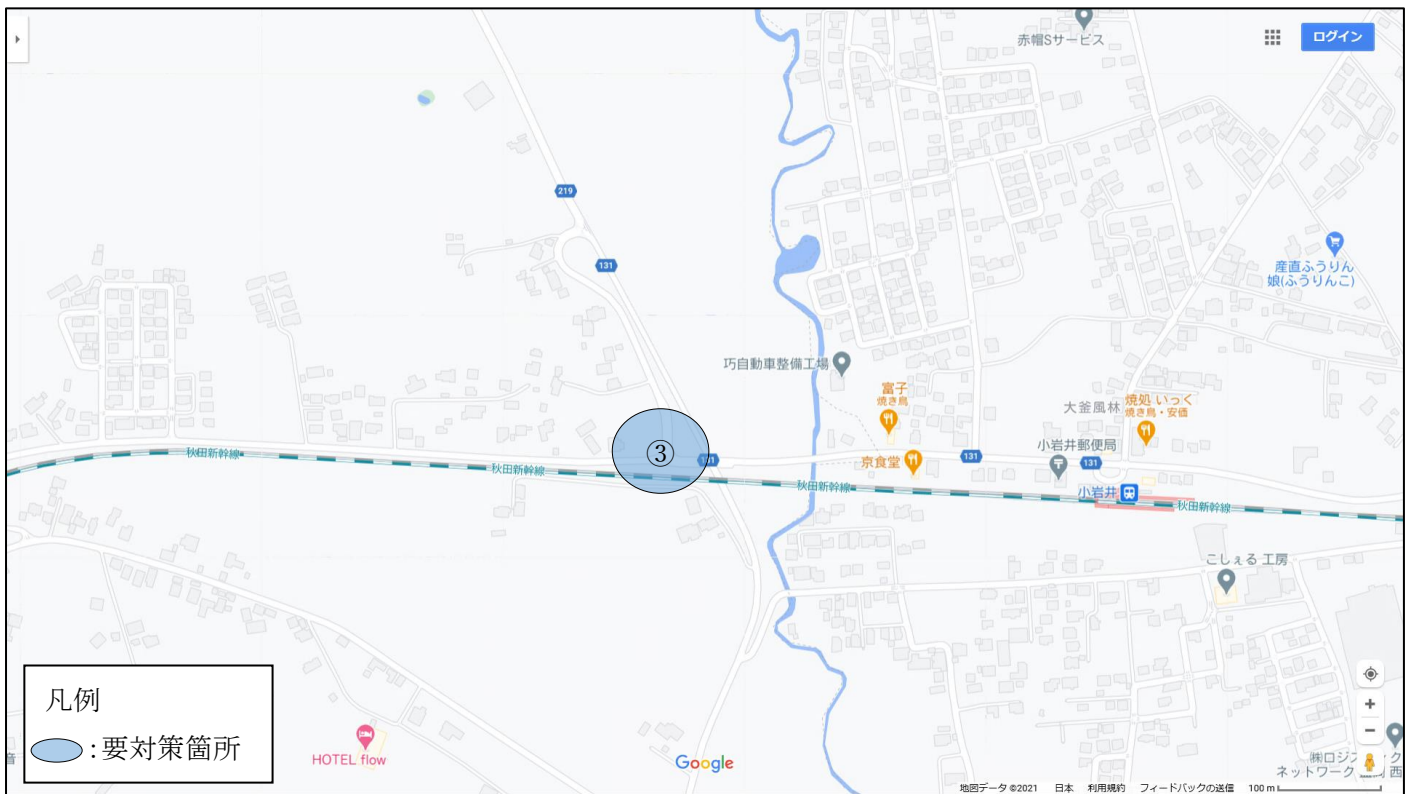 赤帽Sサービス
ログイン
219
131
産直ふうりん
娘(ふうりんこ)
巧自動車整備工場
富子
焼き鳥
大釜風林
焼処 いっく
焼き鳥・安価
小岩井郵便局
③
131
京食堂
131
131
秋田新幹線
秋田新幹線
秋田新幹線
小岩井
秋田新幹線
こしぇる 工房
凡例
:要対策箇所
HOTEL flow
Google
ネットワーク
地図データ ©2021 日本 利用規約 フィードバックの送信 100 m